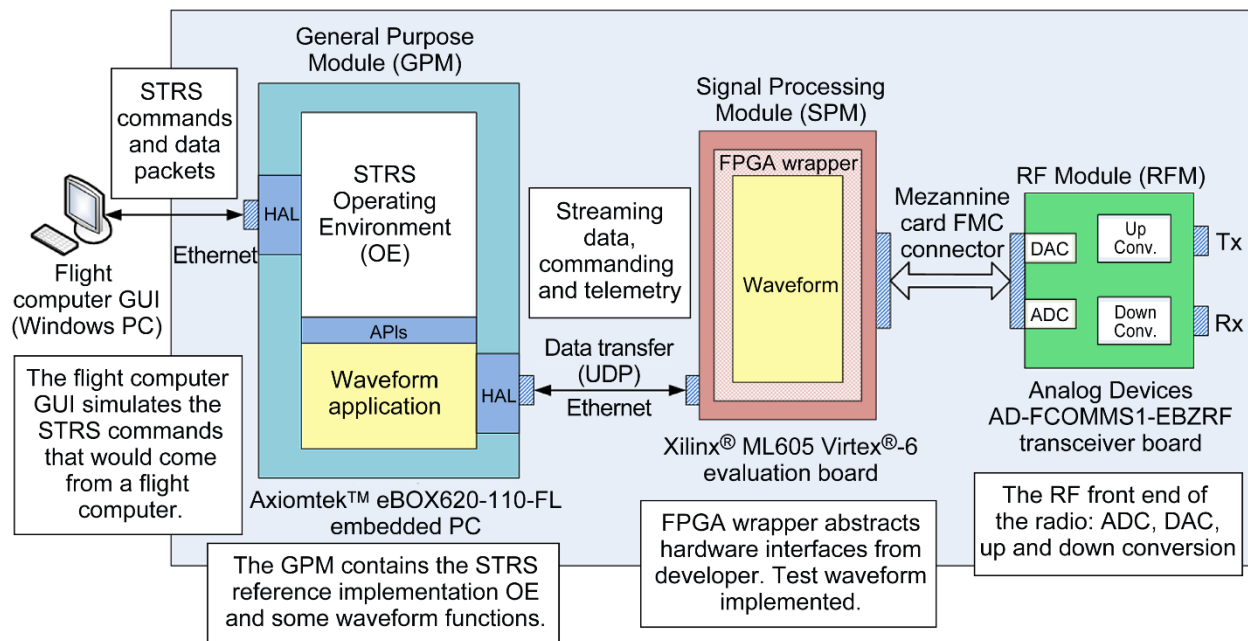 General Purpose
Module (GPM)
STRS
commands
and data
packets
STRS
Operating
Environment
(OE)
HAL
Ethernet
Flight
computer GUI
(Windows PC)
APIs
Waveform
application
HAL
The flight computer
GUI simulates the
STRS commands
that would come
from a flight
computer.
Axiomtek™ eBOX620-110-FL
embedded PC
The GPM contains the STRS
reference implementation OE
and some waveform functions.
Streaming
data,
commanding
and telemetry
Data transfer
(UDP)
Ethernet
Signal Processing
Module (SPM)
FPGA wrapper
Waveform
Xilinx® ML605 Virtex®-6
evaluation board
FPGA wrapper abstracts
hardware interfaces from
developer. Test waveform
implemented.
Mezannine
card FMC
connector
RF Module (RFM)
DAC
Up
Conv.
Tx
ADC
Down
Conv.
Rx
Analog Devices
AD-FCOMMS1-EBZRF
transceiver board
The RF front end of
the radio: ADC, DAC,
up and down conversion